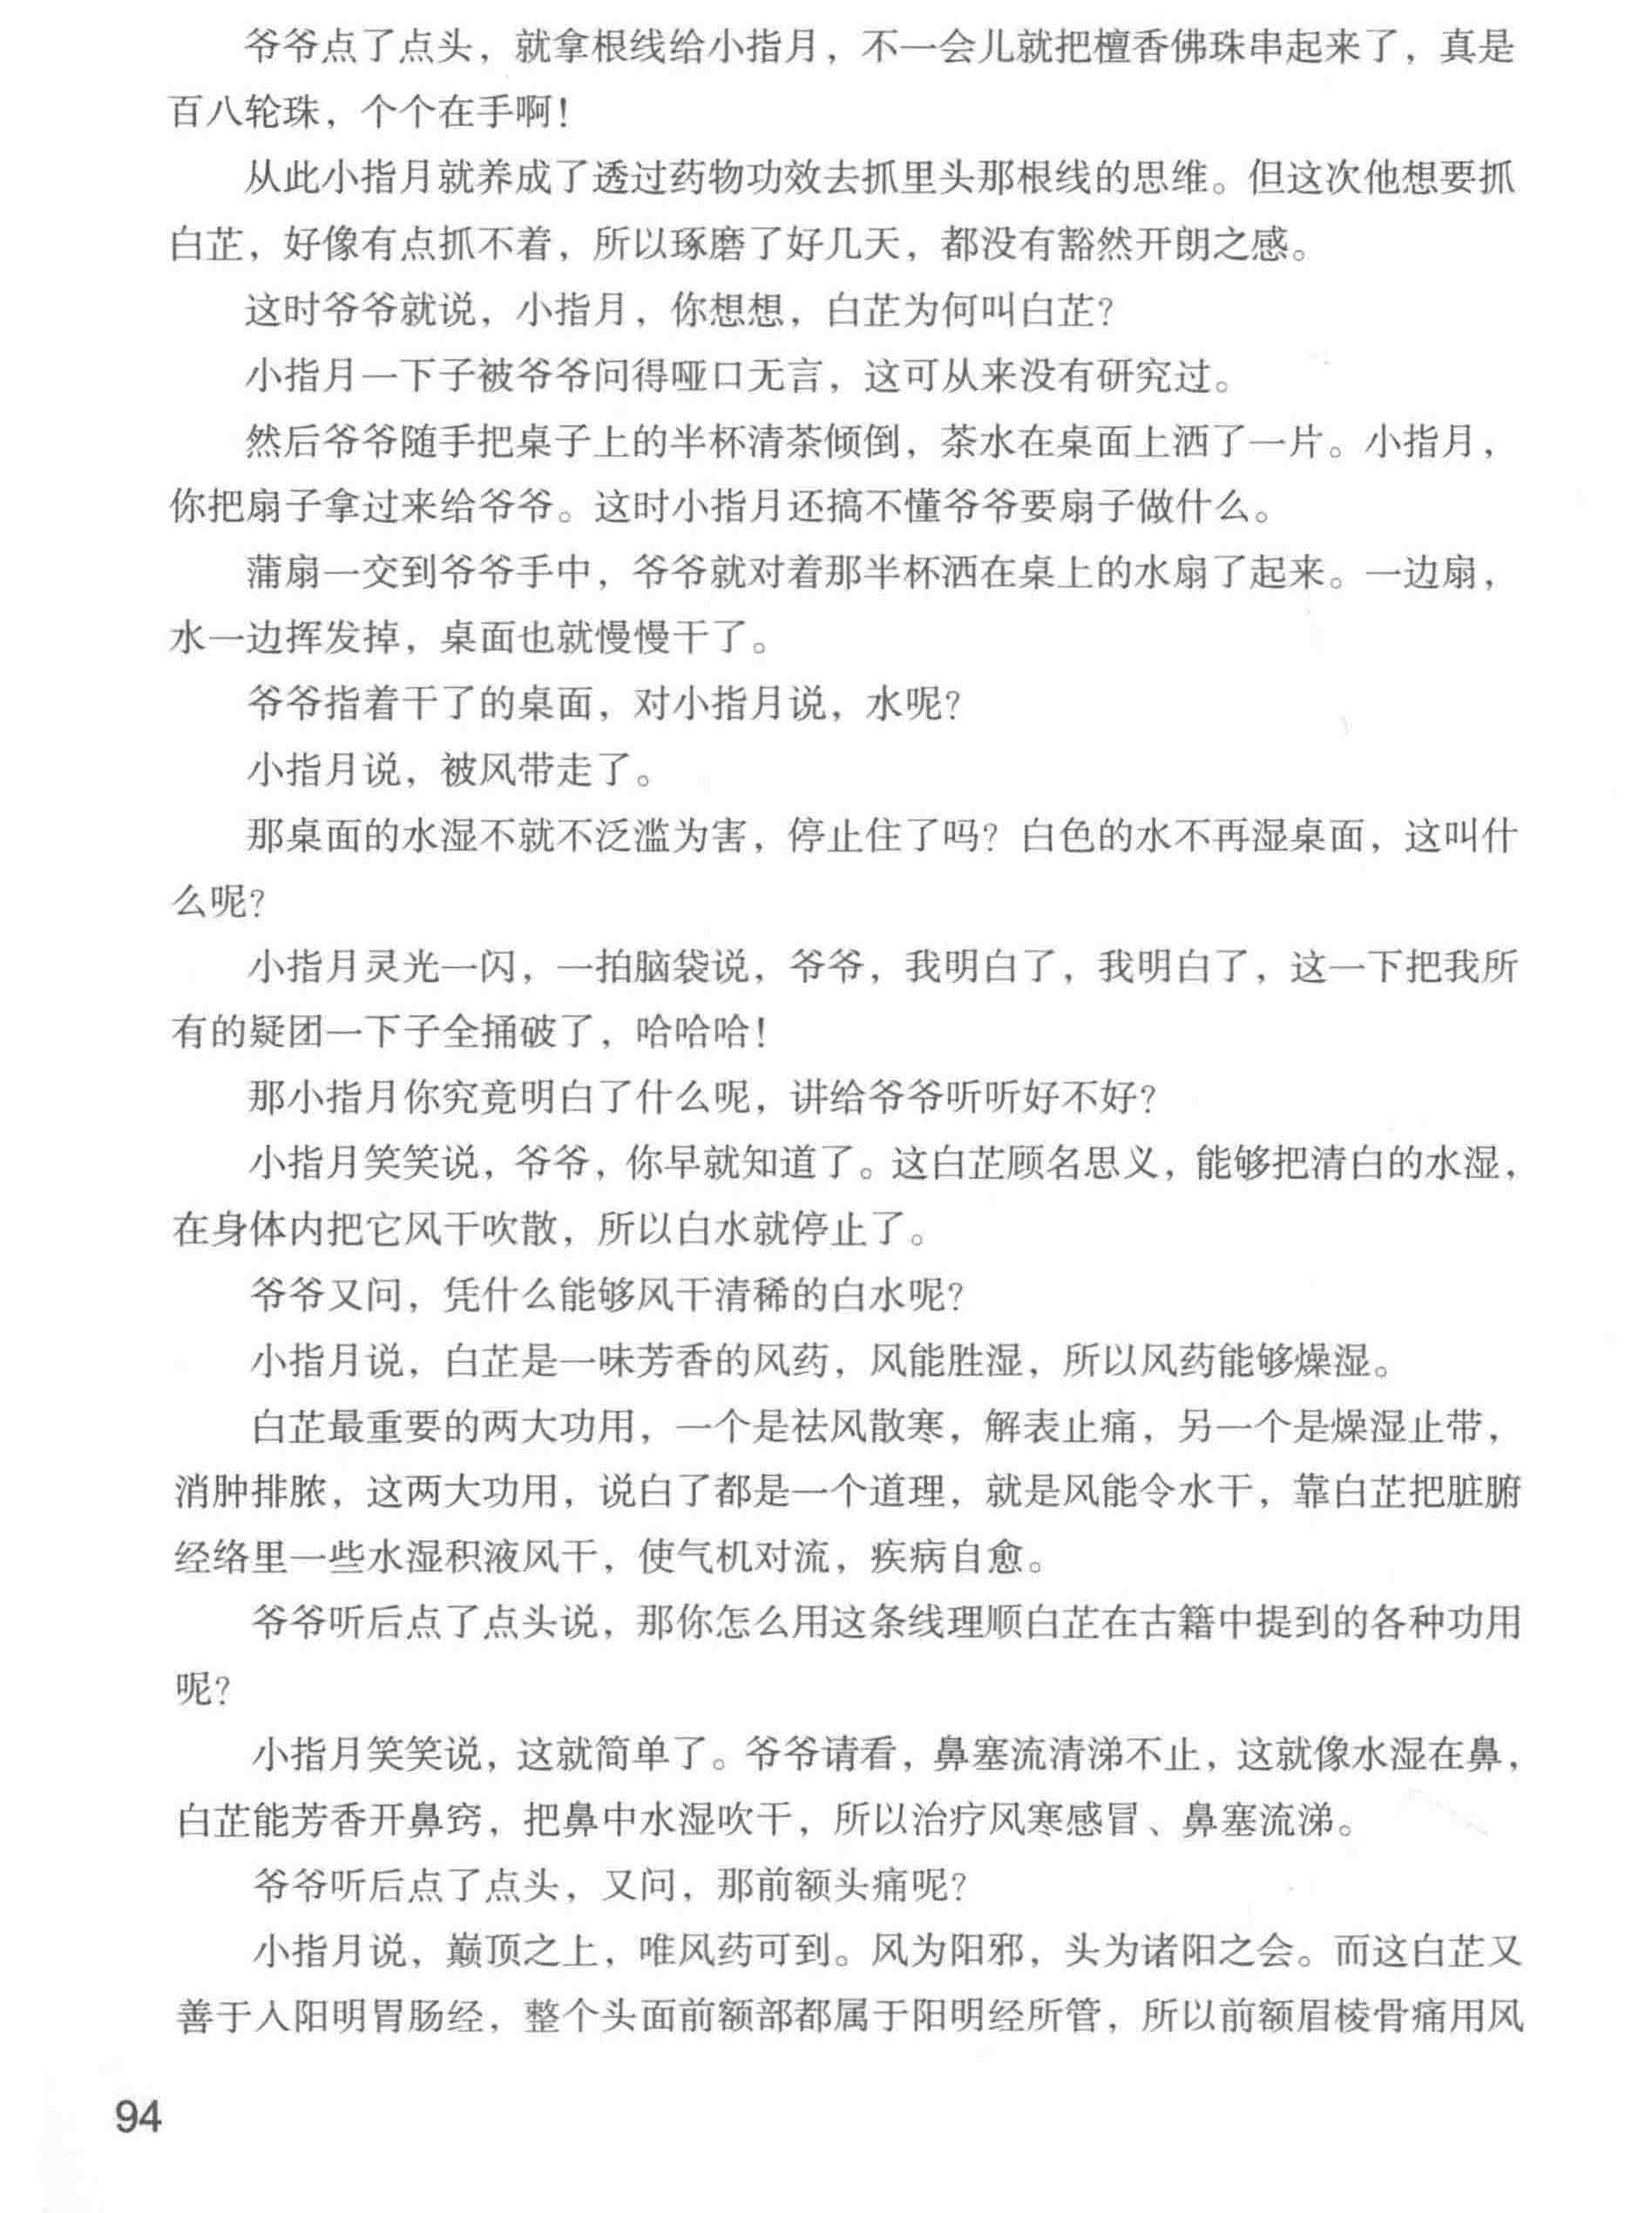 爷爷点了点头，就拿根线给小指月，不一会儿就把檀香佛珠串起来了，真是
百八轮珠，个个在手啊！
从此小指月就养成了透过药物功效去抓里头那根线的思维。但这次他想要抓
白芷，好像有点抓不着，所以琢磨了好几天，都没有豁然开朗之感。
这时爷爷就说，小指月，你想想，白芷为何叫白芷？
小指月一下子被爷爷问得哑口无言，这可从来没有研究过。
然后爷爷随手把桌子上的半杯清茶倾倒，茶水在桌面上洒了一片。小指月，
你把扇子拿过来给爷爷。这时小指月还搞不懂爷爷要扇子做什么。
蒲扇一交到爷爷手中，爷爷就对着那半杯洒在桌上的水扇了起来。一边扇，
水一边挥发掉，桌面也就慢慢干了。
爷爷指着干了的桌面，对小指月说，水呢？
小指月说，被风带走了。
那桌面的水湿不就不泛滥为害，停止住了吗？白色的水不再湿桌面，这叫什
么呢？
小指月灵光一闪，一拍脑袋说，爷爷，我明白了，我明白了，这一下把我所
有的疑团一下子全捅破了，哈哈哈！
那小指月你究竟明白了什么呢，讲给爷爷听听好不好？
小指月笑笑说，爷爷，你早就知道了。这白芷顾名思义，能够把清白的水湿，
在身体内把它风干吹散，所以白水就停止了。
爷爷又问，凭什么能够风干清稀的白水呢？
小指月说，白芷是一味芳香的风药，风能胜湿，所以风药能够燥湿。
白芷最重要的两大功用，一个是祛风散寒，解表止痛，另一个是燥湿止带，
消肿排脓，这两大功用，说白了都是一个道理，就是风能令水干，靠白芷把脏腑
经络里一些水湿积液风干，使气机对流，疾病自愈。
爷爷听后点了点头说，那你怎么用这条线理顺白芷在古籍中提到的各种功用
呢？
小指月笑笑说，这就简单了。爷爷请看，鼻塞流清涕不止，这就像水湿在鼻，
白芷能芳香开鼻窍，把鼻中水湿吹干，所以治疗风寒感冒、鼻塞流涕。
爷爷听后点了点头，又问，那前额头痛呢？
小指月说，巅顶之上，唯风药可到。风为阳邪，头为诸阳之会。而这白芷又
善于入阳明胃肠经，整个头面前额部都属于阳明经所管，所以前额眉棱骨痛用风
94